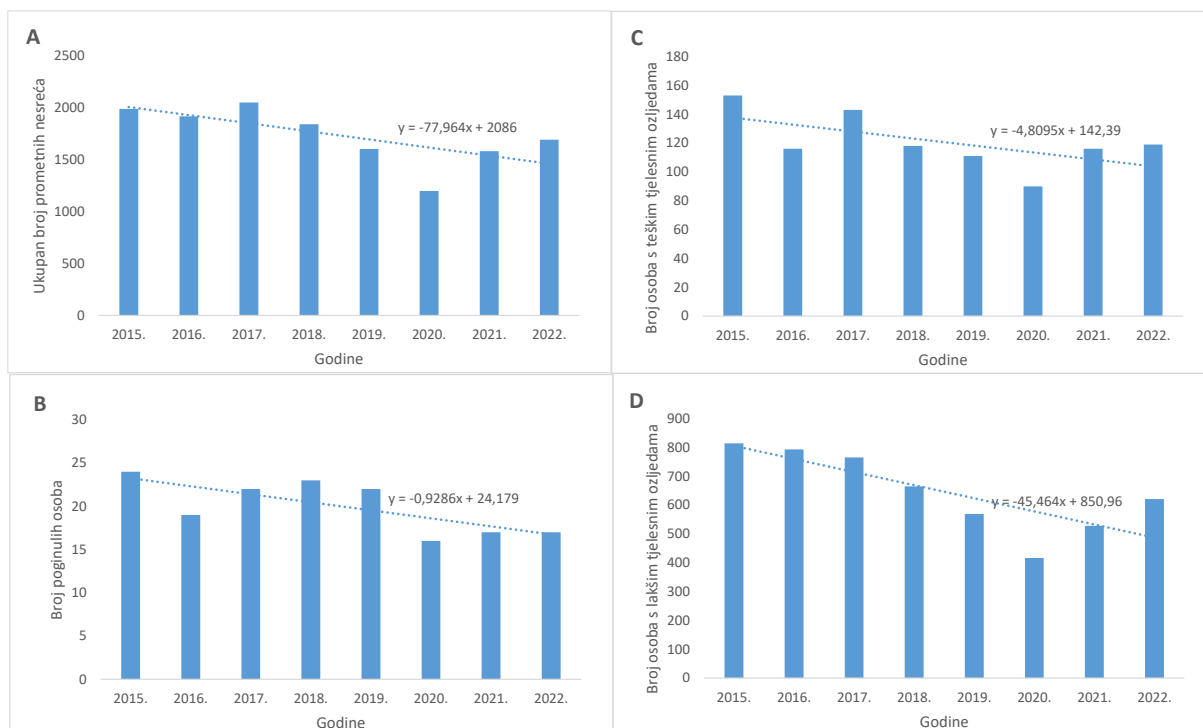 A
Ukupan broj prometnih nesreća
2500
2000
1500
1000
500
0
y = -77,964x + 2086
2015. 2016. 2017. 2018. 2019. 2020. 2021. 2022.
Godine
C
Broj osoba s teškim tjelesnim ozljedama
180
160
140
120
100
80
60
40
20
0
y = -4,8095x + 142,39
2015. 2016. 2017. 2018. 2019. 2020. 2021. 2022.
Godine
B
Broj poginulih osoba
30
25
20
15
10
5
0
y = -0,9286x + 24,179
2015. 2016. 2017. 2018. 2019. 2020. 2021. 2022.
Godine
D
Broj osoba s lakšim tjelesnim ozljedama
900
800
700
600
500
400
300
200
100
0
y = -45,464x + 850,96
2015. 2016. 2017. 2018. 2019. 2020. 2021. 2022.
Godine